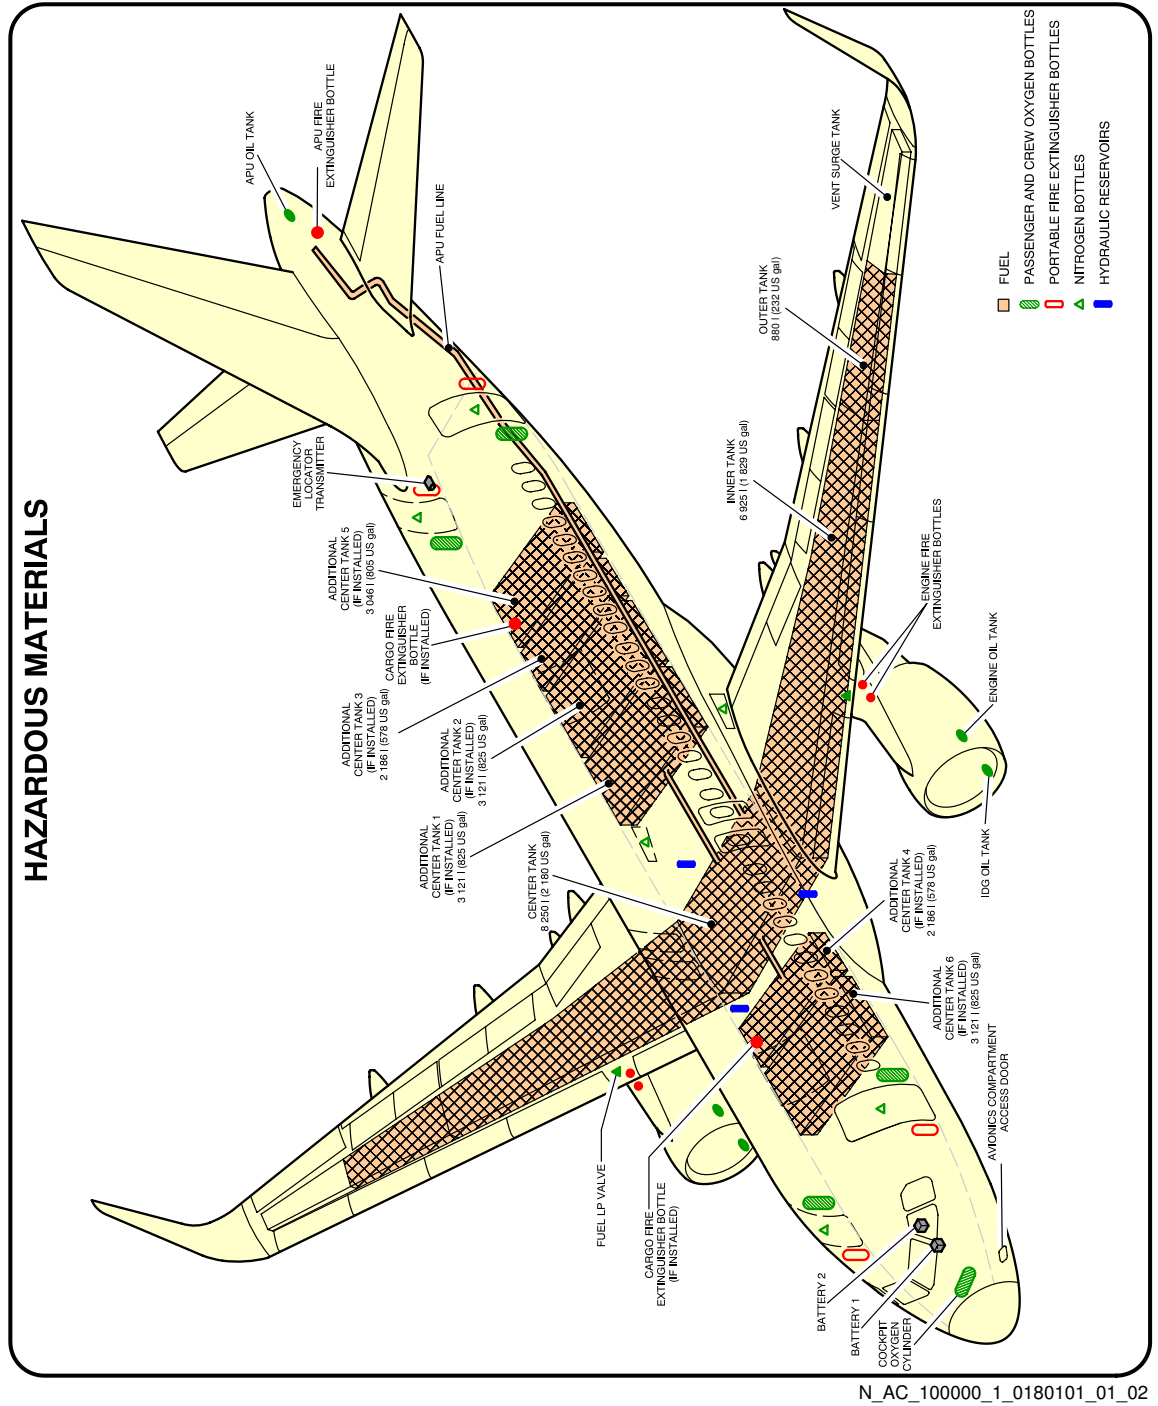 HAZARDOUS MATERIALS
APU OIL TANK
APU FIRE
EXTINGUISHER BOTTLE
APU FUEL LINE
EMERGENCY
LOCATOR
TRANSMITTER
ADDITIONAL
CENTER TANK 5
(IF INSTALLED)
3 046 l (805 US gal)
CARGO FIRE
EXTINGUISHER
BOTTLE
(IF INSTALLED)
ADDITIONAL
CENTER TANK 3
(IF INSTALLED)
2 186 l (578 US gal)
ADDITIONAL
CENTER TANK 2
(IF INSTALLED)
3 121 l (825 US gal)
ADDITIONAL
CENTER TANK 1
(IF INSTALLED)
3 121 l (825 US gal)
CENTER TANK
8 250 l (2 180 US gal)
VENT SURGE TANK
OUTER TANK
880 l (232 US gal)
INNER TANK
6 925 l (1 829 US gal)
ENGINE FIRE
EXTINGUISHER BOTTLES
ENGINE OIL TANK
IDG OIL TANK
ADDITIONAL
CENTER TANK 4
(IF INSTALLED)
2 186 l (578 US gal)
ADDITIONAL
CENTER TANK 6
(IF INSTALLED)
3 121 l (825 US gal)
AVIONICS COMPARTMENT
ACCESS DOOR
FUEL LP VALVE
CARGO FIRE
EXTINGUISHER BOTTLE
(IF INSTALLED)
BATTERY 2
BATTERY 1
COCKPIT
OXYGEN
CYLINDER
FUEL
PASSENGER AND CREW OXYGEN BOTTLES
PORTABLE FIRE EXTINGUISHER BOTTLES
NITROGEN BOTTLES
HYDRAULIC RESERVOIRS
N_AC_100000_1_0180101_01_02